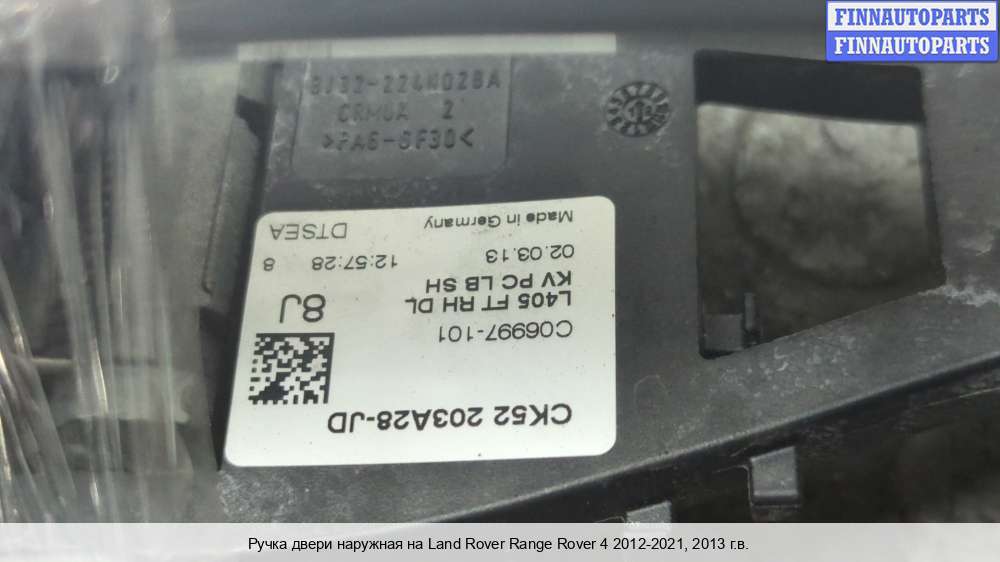 FINNAUTOPARTS
FINNAUTOPARTS
CRMUA 2
>PA6-GF30<
CK52 203A28-JD
C06997-101
L405 FT RH DL
KV PC LB SH
8J
02.03.13 12:57:28 8
Made in Germany DTSEA
Ручка двери наружная на Land Rover Range Rover 4 2012-2021, 2013 г.в.